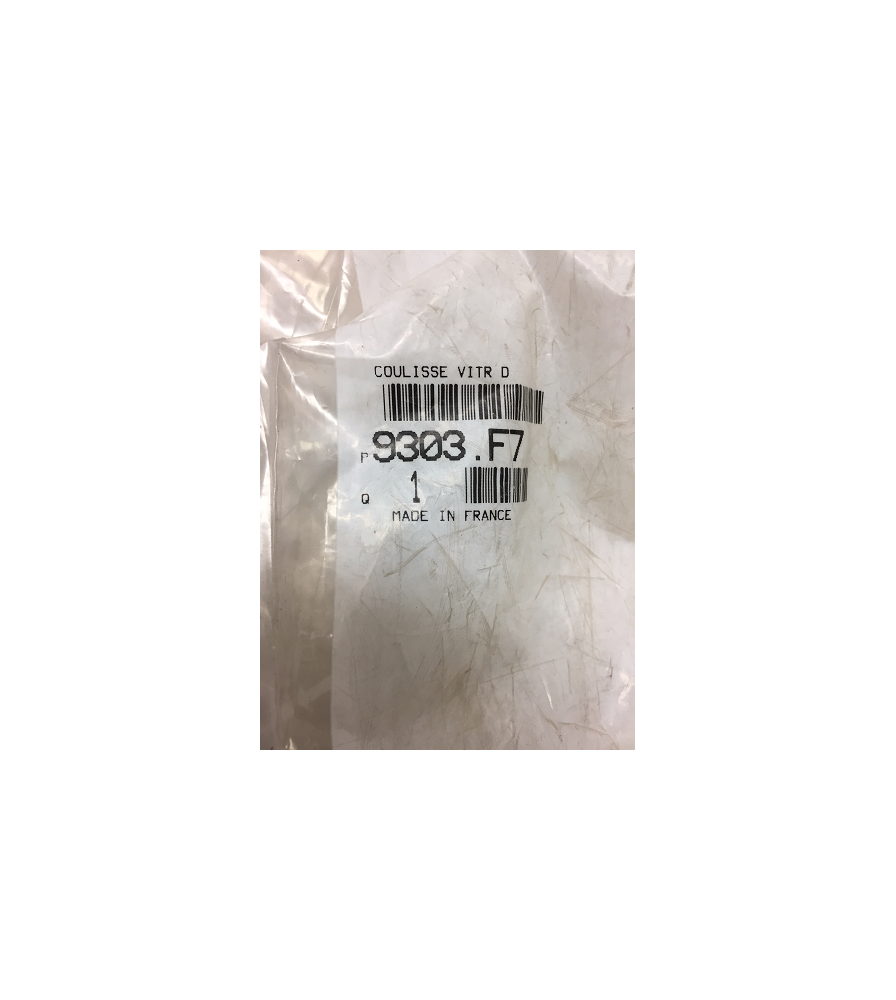 COULISSE VITR D
P 9303.F7
Q 1
MADE IN FRANCE